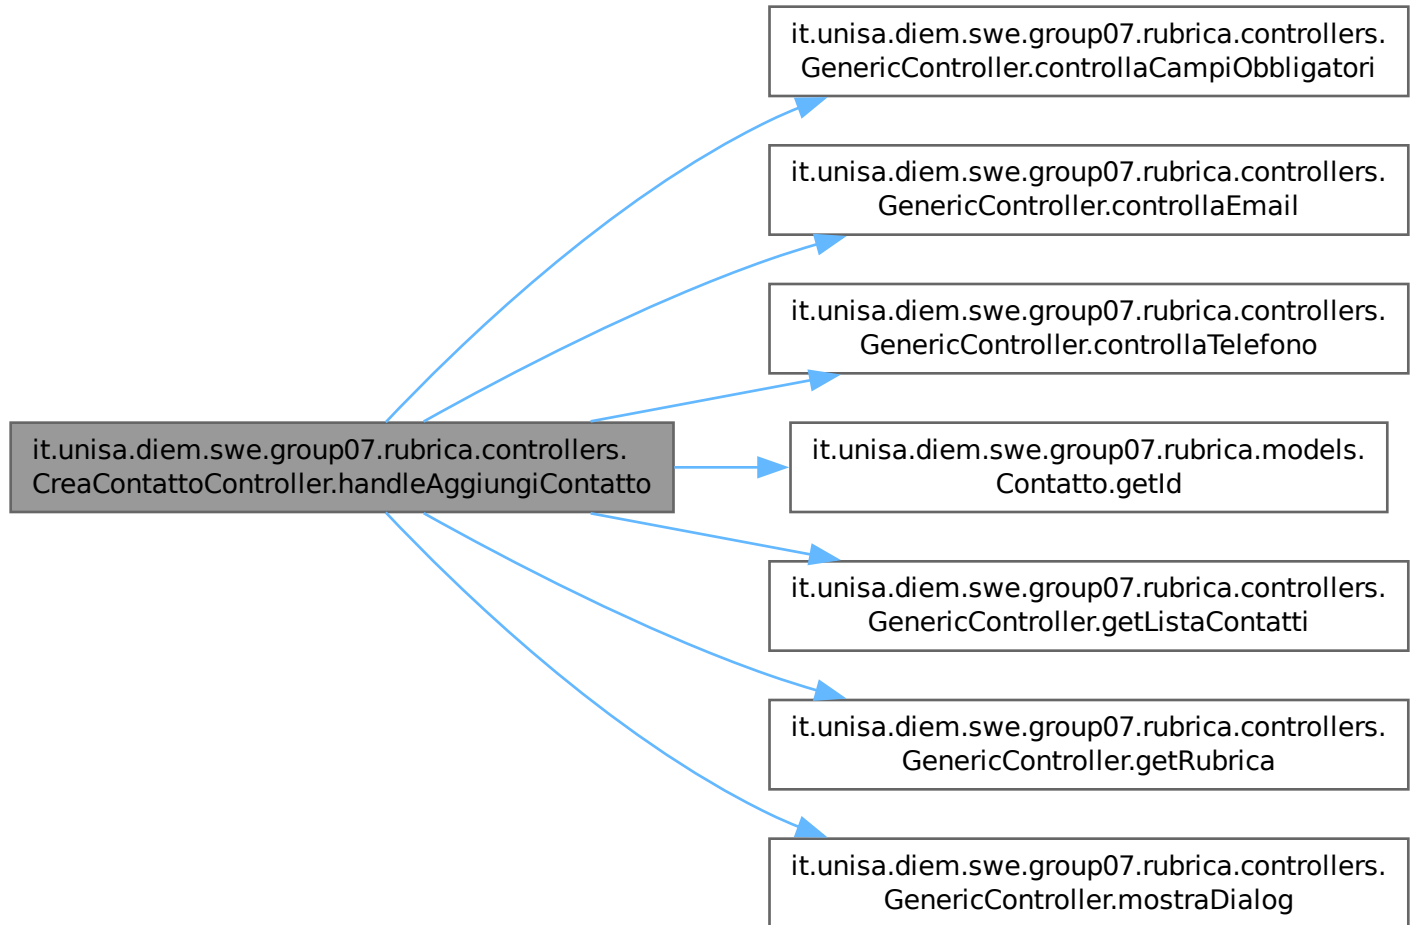 it.unisa.diem.swe.group07.rubrica.controllers.
GenericController.controllaCampiObbligatori
it.unisa.diem.swe.group07.rubrica.controllers.
GenericController.controllaEmail
it.unisa.diem.swe.group07.rubrica.controllers.
GenericController.controllaTelefono
it.unisa.diem.swe.group07.rubrica.controllers.
CreaContattoController.handleAggiungiContatto
it.unisa.diem.swe.group07.rubrica.models.
Contatto.getId
it.unisa.diem.swe.group07.rubrica.controllers.
GenericController.getListaContatti
it.unisa.diem.swe.group07.rubrica.controllers.
GenericController.getRubrica
it.unisa.diem.swe.group07.rubrica.controllers.
GenericController.mostraDialog